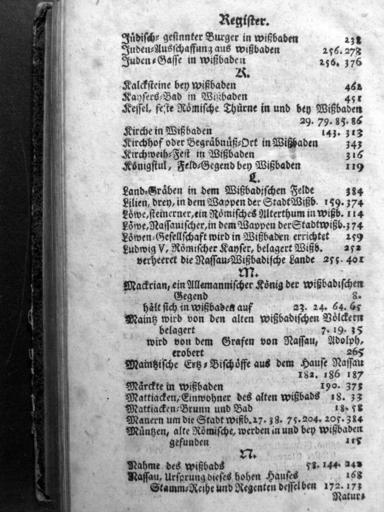 Register.
Jüdisch-gesinnter Burger in wißbaden 238
Juden-Ausschaffung aus wißbaden 256. 278
Juden-Gasse in wißbaden 256. 376
K.
Kalcksteine bey wißbaden 462
Kaysers-Bad in Wißbaden 451
Kessel, feste Römische Thürne in und bey Wißbaden
29. 79. 85. 86
Kirche in Wißbaden 143. 313
Kirchhof oder Begräbnüß-Ort in Wißbaden 343
Kirchweih-Fest in Wißbaden 316
Königstul, Feld-Gegend bey Wißbaden 119
L.
Land-Gräben in dem Wißbadischen Felde 384
Lilien, drey, in dem Wappen der Stadt Wißb. 159. 374
Löwe, steinerner, ein Römisches Alterthum in wißb. 114
Löwe, Nassauischer, in dem Wappen der Stadt wißb. 374
Löwen-Gesellschaft wird in Wißbaden errichtet 159
Ludwig V, Römischer Kayser, belagert Wißb. 252
verheeret die Nassau-Wißbadische Lande 255. 401
M.
Mackrian, ein Allemannischer König der wißbadischen
Gegend 8.
hält sich in wißbaden auf 23. 24. 64. 65
Maintz wird von den alten wißbadischen Völckern
belagert 7. 19. 35
wird von dem Grafen von Nassau, Adolph,
erobert 265
Maintzische Ertz-Bischöffe aus dem Hause Nassau
182. 186 187
Märckte in wißbaden 190. 373
Mattiacken, Einwohner des alten wißbads 18. 33
Mattiacken-Brunn und Bad 18. 58
Mauern um die Stadt wißb. 27. 38. 75. 204. 205. 384
Müntzen, alte Römische, werden in und bey wißbaden
gefunden 115
N.
Nahme des wißbads 58. 144. 242
Nassau, Ursprung dieses hohen Hauses 168
Stamm-Reihe und Regenten desselben 172. 173
Natur-